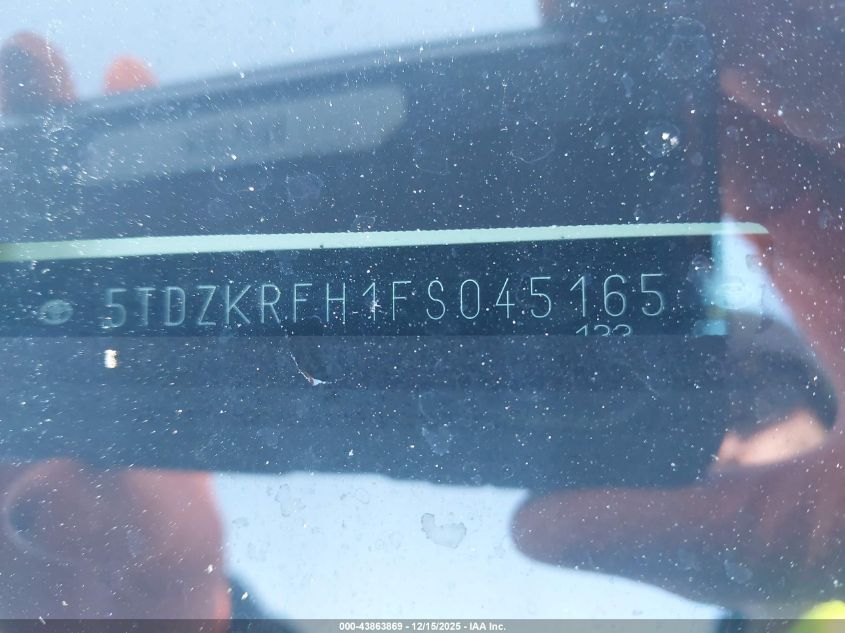 5TDZKRFH1FS045165
000-43863869 - 12/15/2025 - IAA Inc.